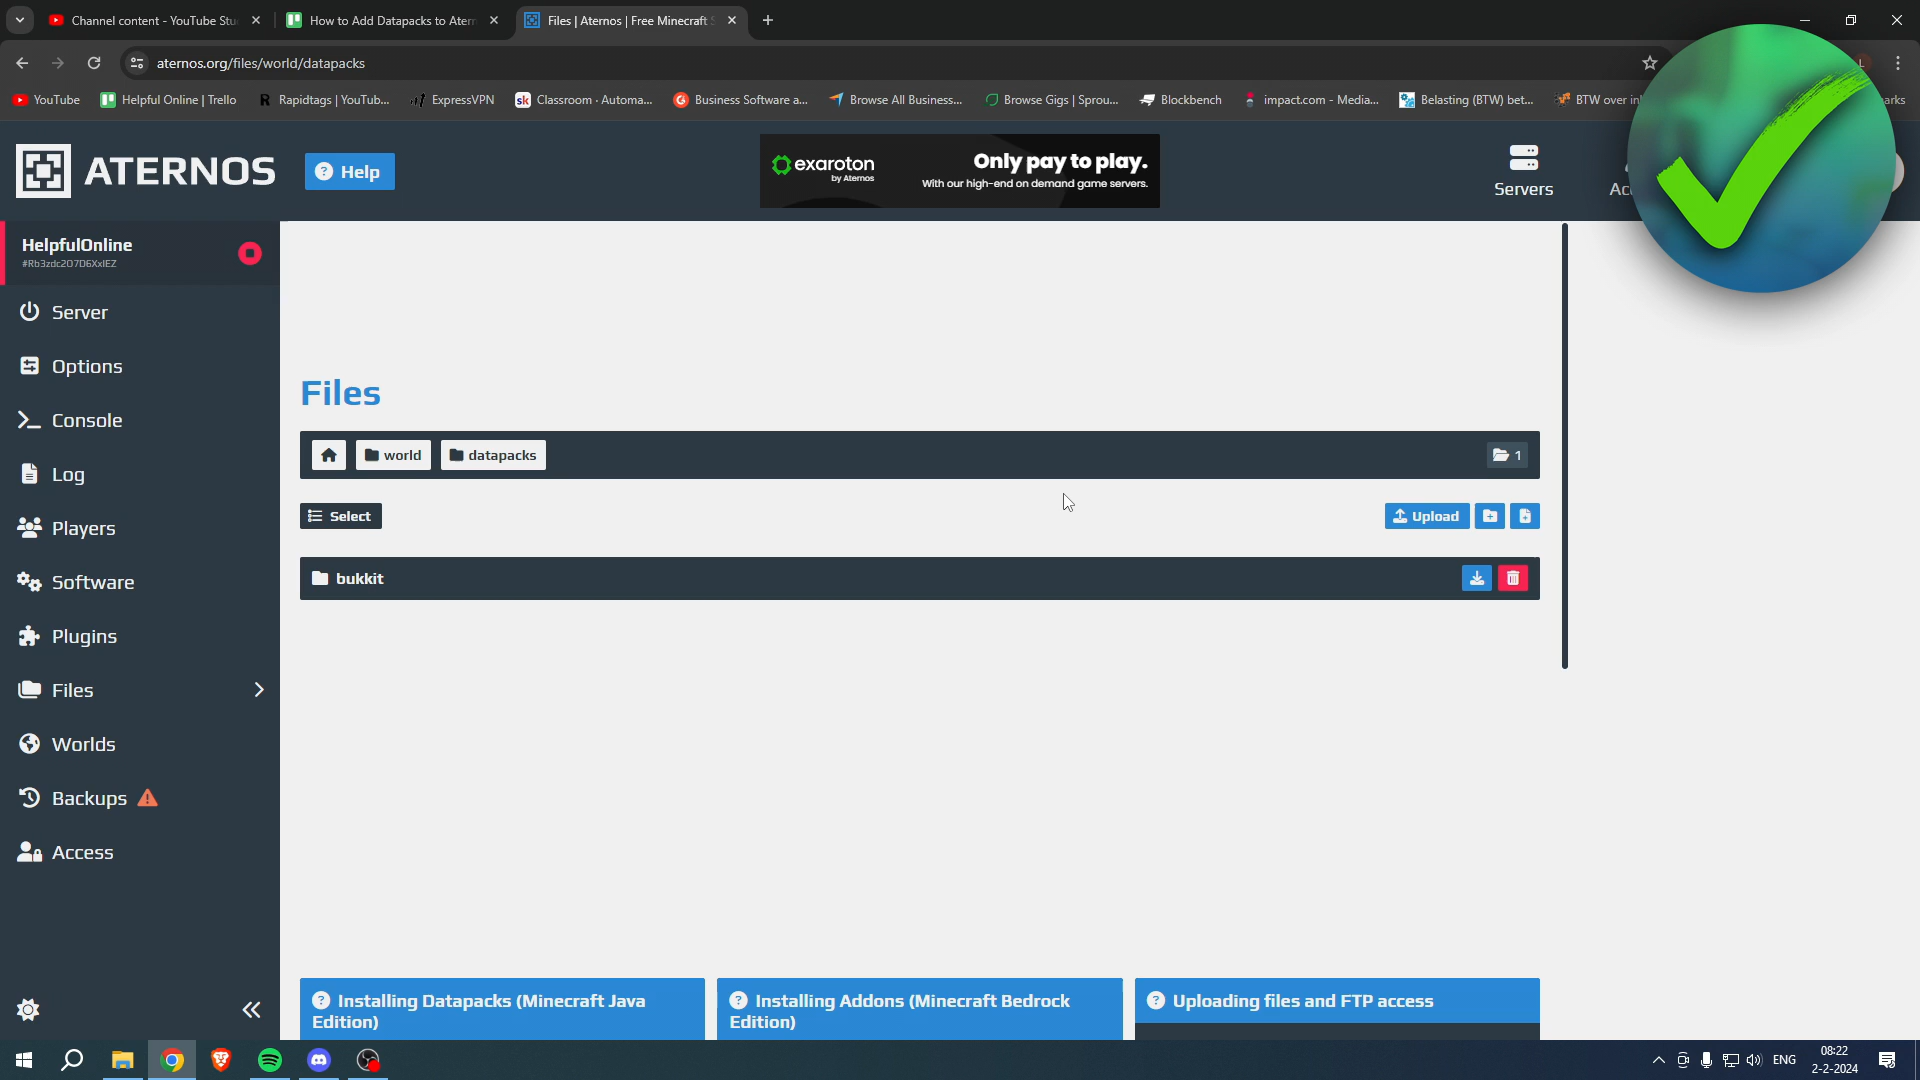 Channel content - YouTube Stu
How to Add Datapacks to Ater
Files | Aternos | Free Minecraft S
aternos.org/files/world/datapacks
YouTube
Helpful Online | Trello
Rapidtags | YouTub...
ExpressVPN
Classroom · Automa...
Business Software a...
Browse All Business...
Browse Gigs | Sprou...
Blockbench
impact.com - Media...
Belasting (BTW) bet...
BTW over in
arks
ATERNOS
Help
exaroton
by Aternos
Only pay to play.
With our high-end on demand game servers.
Servers
HelpfulOnline
#Rb3zdc2O7D6XxIEZ
Server
Options
Console
Log
Players
Software
Plugins
Files
Worlds
Backups
Access
Files
world
datapacks
1
Select
Upload
bukkit
Installing Datapacks (Minecraft Java
Edition)
Installing Addons (Minecraft Bedrock
Edition)
Uploading files and FTP access
ENG
08:22
2-2-2024